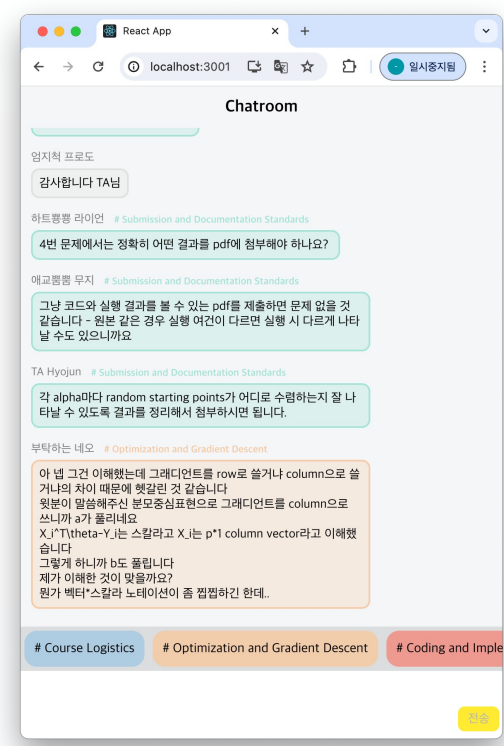 React App
localhost:3001
일시중지됨
Chatroom
엄지척 프로도
감사합니다 TA님
하트뿅뿅 라이언 # Submission and Documentation Standards
4번 문제에서는 정확히 어떤 결과를 pdf에 첨부해야 하나요?
애교뿜뿜 무지 # Submission and Documentation Standards
그냥 코드와 실행 결과를 볼 수 있는 pdf를 제출하면 문제 없을 것
같습니다 - 원본 같은 경우 실행 여건이 다르면 실행 시 다르게 나타
날 수도 있으니까요
TA Hyojun # Submission and Documentation Standards
각 alpha마다 random starting points가 어디로 수렴하는지 잘 나
타날 수 있도록 결과를 정리해서 첨부하시면 됩니다.
부탁하는 네오 # Optimization and Gradient Descent
아 넵 그건 이해했는데 그래디언트를 row로 쓸거냐 column으로 쓸
거냐의 차이 때문에 헷갈린 것 같습니다
윗분이 말씀해주신 분모중심표현으로 그래디언트를 column으로
쓰니까 a가 풀리네요
X_i^T\theta-Y_i는 스칼라고 X_i는 p*1 column vector라고 이해했
습니다
그렇게 하니까 b도 풀립니다
제가 이해한 것이 맞을까요?
뭔가 벡터*스칼라 노테이션이 좀 찝찝하긴 한데..
# Course Logistics
# Optimization and Gradient Descent
# Coding and Imple
전송